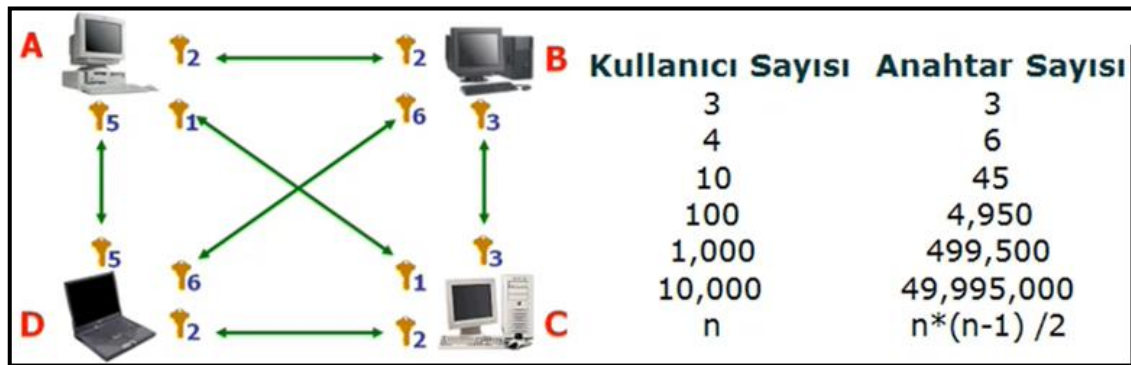 A 2 2 B
5 1 6 3
5 6 1 3
D 2 2 C
Kullanıcı Sayısı Anahtar Sayısı
3 3
4 6
10 45
100 4,950
1,000 499,500
10,000 49,995,000
n n*(n-1) /2